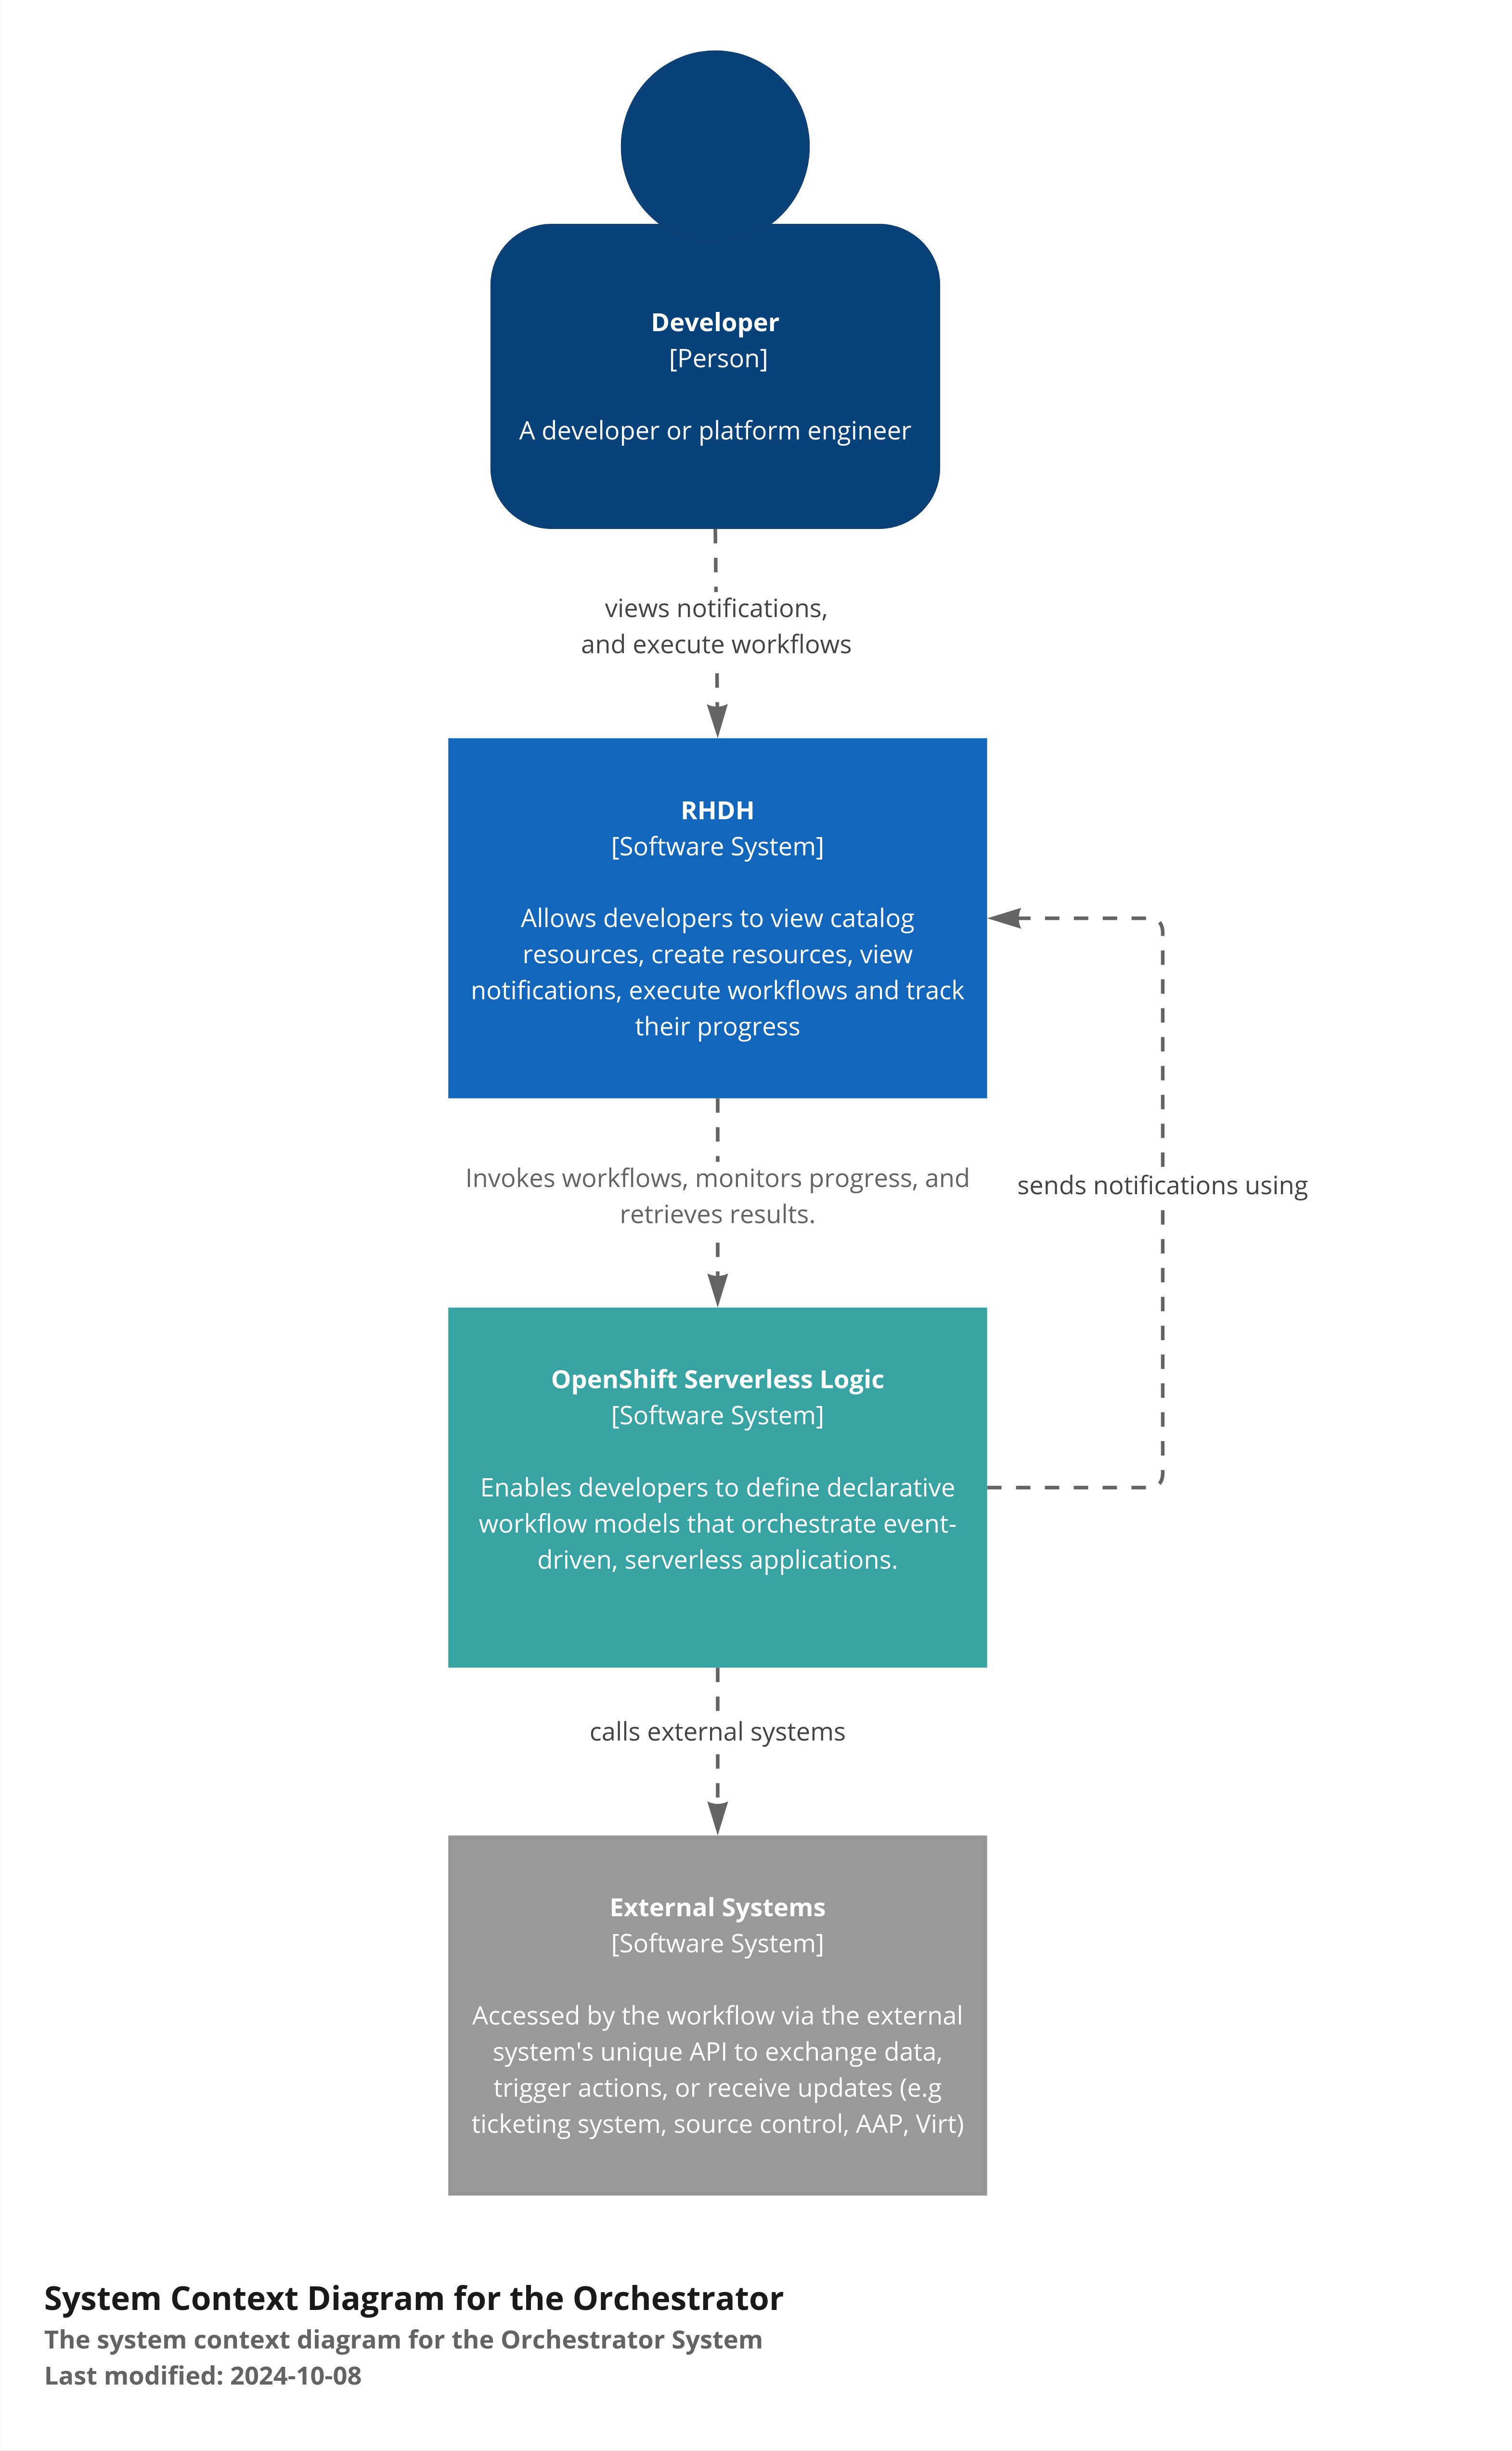 Developer
[Person]
A developer or platform engineer
views notifications,
and execute workflows
RHDH
[Software System]
Allows developers to view catalog
resources, create resources, view
notifications, execute workflows and track
their progress
Invokes workflows, monitors progress, and
retrieves results.
sends notifications using
OpenShift Serverless Logic
[Software System]
Enables developers to define declarative
workflow models that orchestrate event-
driven, serverless applications.
calls external systems
External Systems
[Software System]
Accessed by the workflow via the external
system's unique API to exchange data,
trigger actions, or receive updates (e.g
ticketing system, source control, AAP, Virt)
System Context Diagram for the Orchestrator
The system context diagram for the Orchestrator System
Last modified: 2024-10-08